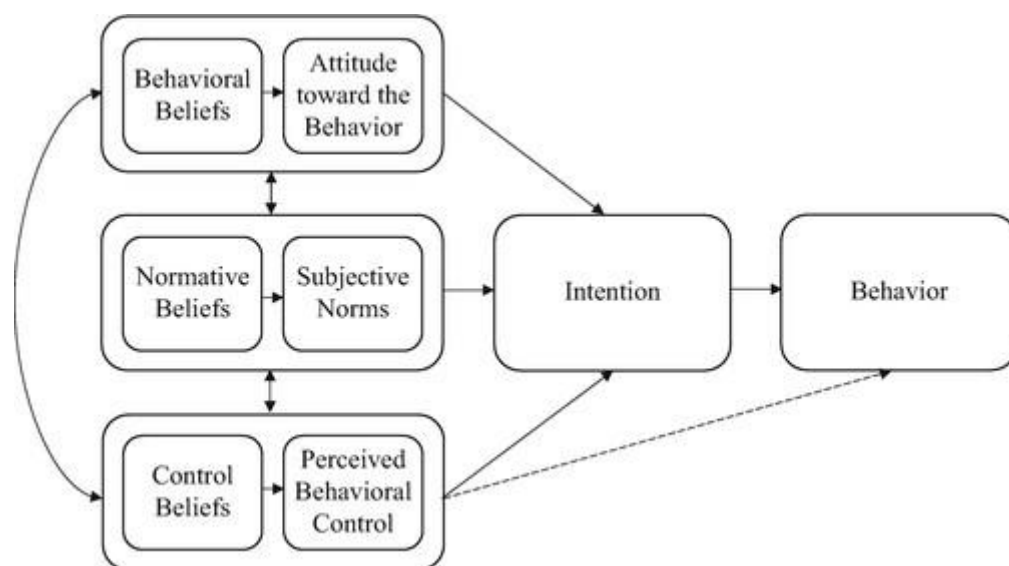 Behavioral
Beliefs
Attitude
toward the
Behavior
Normative
Beliefs
Subjective
Norms
Intention
Behavior
Control
Beliefs
Perceived
Behavioral
Control